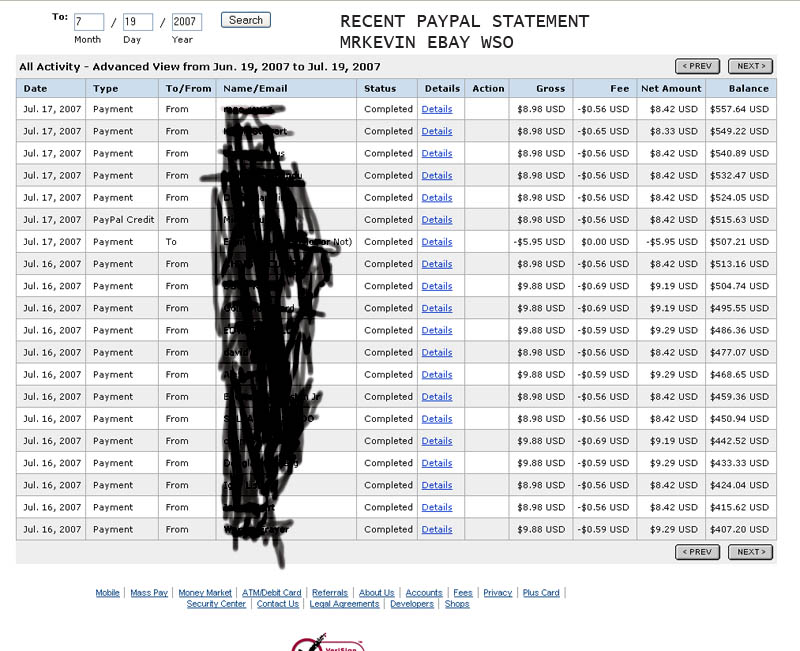 To: 7 / 19 / 2007 Search
Month Day Year
RECENT PAYPAL STATEMENT
MRKEVIN EBAY WSO
All Activity - Advanced View from Jun. 19, 2007 to Jul. 19, 2007 < PREV NEXT >
Date Type To/From Name/Email Status Details Action Gross Fee Net Amount Balance
Jul. 17, 2007 Payment From Completed Details $8.98 USD -$0.56 USD $8.42 USD $557.64 USD
Jul. 17, 2007 Payment From Completed Details $8.98 USD -$0.65 USD $8.33 USD $549.22 USD
Jul. 17, 2007 Payment From Completed Details $8.98 USD -$0.56 USD $8.42 USD $540.89 USD
Jul. 17, 2007 Payment From Completed Details $8.98 USD -$0.56 USD $8.42 USD $532.47 USD
Jul. 17, 2007 Payment From Completed Details $8.98 USD -$0.56 USD $8.42 USD $524.05 USD
Jul. 17, 2007 PayPal Credit From Completed Details $8.98 USD -$0.56 USD $8.42 USD $515.63 USD
Jul. 17, 2007 Payment To or Not) Completed Details -$5.95 USD $0.00 USD -$5.95 USD $507.21 USD
Jul. 16, 2007 Payment From Completed Details $8.98 USD -$0.56 USD $8.42 USD $513.16 USD
Jul. 16, 2007 Payment From Completed Details $9.88 USD -$0.69 USD $9.19 USD $504.74 USD
Jul. 16, 2007 Payment From Completed Details $9.88 USD -$0.69 USD $9.19 USD $495.55 USD
Jul. 16, 2007 Payment From Completed Details $9.88 USD -$0.59 USD $9.29 USD $486.36 USD
Jul. 16, 2007 Payment From Completed Details $8.98 USD -$0.56 USD $8.42 USD $477.07 USD
Jul. 16, 2007 Payment From Completed Details $9.88 USD -$0.59 USD $9.29 USD $468.65 USD
Jul. 16, 2007 Payment From Jr Completed Details $8.98 USD -$0.56 USD $8.42 USD $459.36 USD
Jul. 16, 2007 Payment From Completed Details $8.98 USD -$0.56 USD $8.42 USD $450.94 USD
Jul. 16, 2007 Payment From Completed Details $9.88 USD -$0.69 USD $9.19 USD $442.52 USD
Jul. 16, 2007 Payment From Completed Details $9.88 USD -$0.59 USD $9.29 USD $433.33 USD
Jul. 16, 2007 Payment From Completed Details $8.98 USD -$0.56 USD $8.42 USD $424.04 USD
Jul. 16, 2007 Payment From Completed Details $8.98 USD -$0.56 USD $8.42 USD $415.62 USD
Jul. 16, 2007 Payment From Completed Details $9.88 USD -$0.59 USD $9.29 USD $407.20 USD
< PREV NEXT >
Mobile | Mass Pay | Money Market | ATM/Debit Card | Referrals | About Us | Accounts | Fees | Privacy | Plus Card |
Security Center | Contact Us | Legal Agreements | Developers | Shops
VeriSign